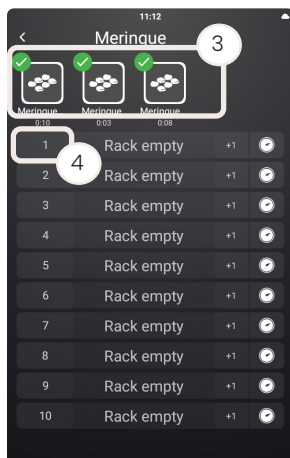 11:12
< Meringue
3
Meringue Meringue Meringue
0:10 0:03 0:08
1 Rack empty +1
4
2 Rack empty +1
3 Rack empty +1
4 Rack empty +1
5 Rack empty +1
6 Rack empty +1
7 Rack empty +1
8 Rack empty +1
9 Rack empty +1
10 Rack empty +1